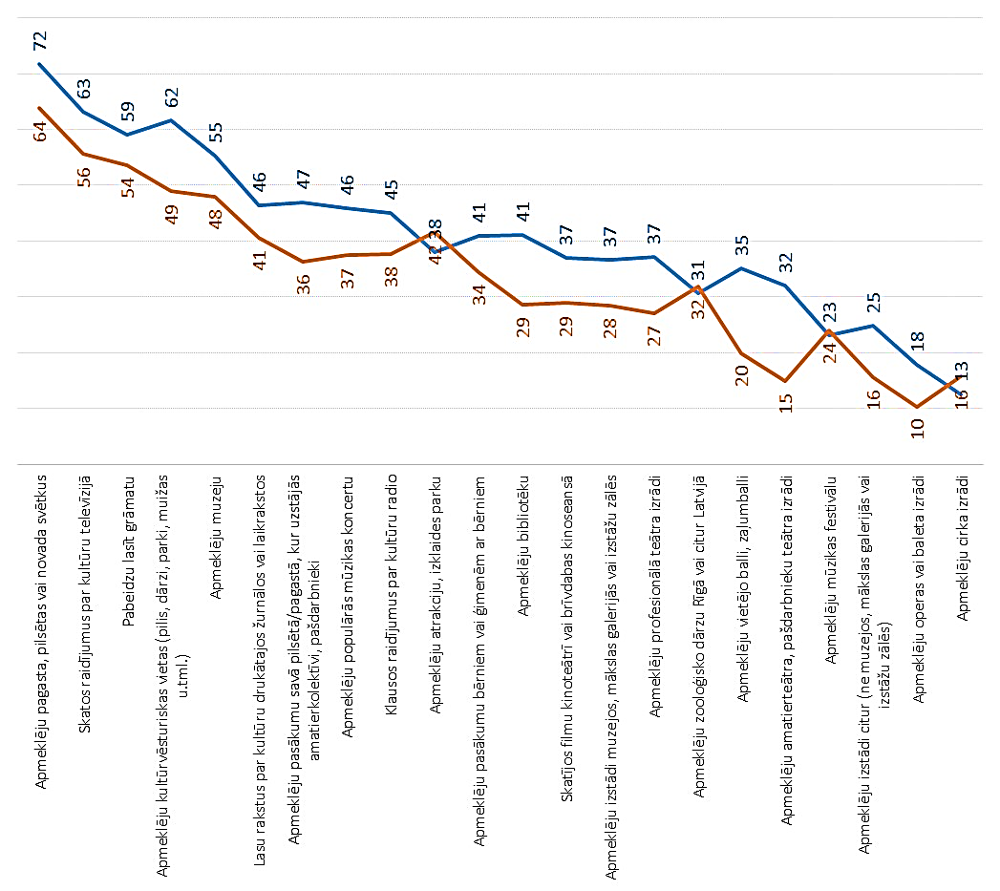 72
63
59
62
55
46
47
46
45
38
41
41
37
37
37
31
35
32
23
25
18
13
64
56
54
49
48
41
36
37
38
42
34
29
29
28
27
32
20
15
24
16
10
16
Apmeklēju pagasta, pilsētas vai novada svētkus
Skatos raidījumus par kultūru televīzijā
Pabeidzu lasīt grāmatu
Apmeklēju kultūrvēsturiskas vietas (pilis, dārzi, parki, muižas
u.tml.)
Apmeklēju muzeju
Lasu rakstus par kultūru drukātajos žurnālos vai laikrakstos
Apmeklēju pasākumu savā pilsētā/pagastā, kur uzstājās
amatierkolektīvi, pašdarbnieki
Apmeklēju populārās mūzikas koncertu
Klausos raidījumus par kultūru radio
Apmeklēju atrakciju, izklaides parku
Apmeklēju pasākumu bērniem vai ģimenēm ar bērniem
Apmeklēju bibliotēku
Skatījos filmu kinoteātrī vai brīvdabas kinoseansā
Apmeklēju izstādi muzejos, mākslas galerijās vai izstāžu zālēs
Apmeklēju profesionālā teātra izrādi
Apmeklēju zooloģisko dārzu Rīgā vai citur Latvijā
Apmeklēju vietējo balli, zaļumballi
Apmeklēju amatierteātra, pašdarbnieku teātra izrādi
Apmeklēju mūzikas festivālu
Apmeklēju izstādi citur (ne muzejos, mākslas galerijās vai
izstāžu zālēs)
Apmeklēju operas vai baleta izrādi
Apmeklēju cirka izrādi